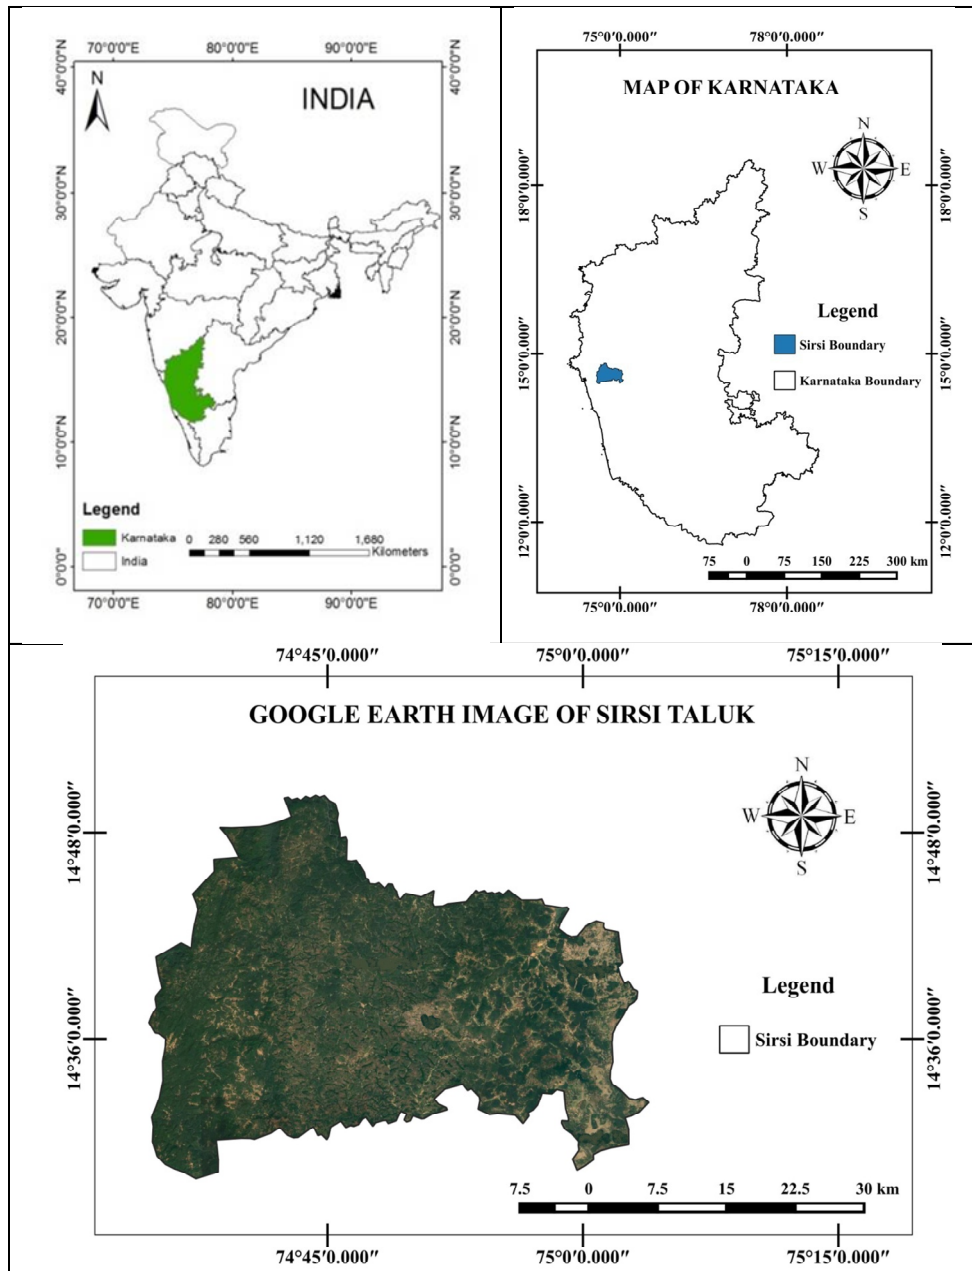 70°0'0"E 80°0'0"E 90°0'0"E
N
INDIA
40°0'0"N
30°0'0"N
20°0'0"N
10°0'0"N
0°0'0"
40°0'0"N
30°0'0"N
20°0'0"N
10°0'0"N
0°0'0"
Legend
Karnataka
India
0 280 560 1,120 1,680
Kilometers
70°0'0"E 80°0'0"E 90°0'0"E
75°0′0.000″ 78°0′0.000″
MAP OF KARNATAKA
N
W E
S
18°0′0.000″
15°0′0.000″
12°0′0.000″
18°0′0.000″
15°0′0.000″
12°0′0.000″
Legend
Sirsi Boundary
Karnataka Boundary
75 0 75 150 225 300 km
75°0′0.000″ 78°0′0.000″
74°45′0.000″ 75°0′0.000″ 75°15′0.000″
GOOGLE EARTH IMAGE OF SIRSI TALUK
N
W E
S
14°48′0.000″
14°36′0.000″
14°48′0.000″
14°36′0.000″
Legend
Sirsi Boundary
7.5 0 7.5 15 22.5 30 km
74°45′0.000″ 75°0′0.000″ 75°15′0.000″